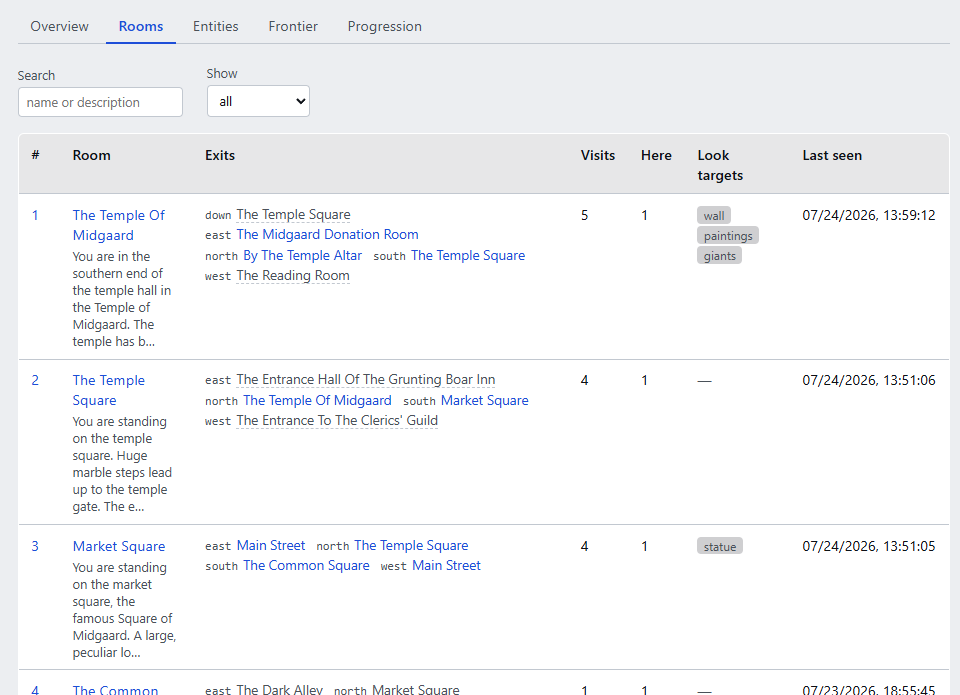 Overview Rooms Entities Frontier Progression
Search
Show
name or description
all
# Room Exits Visits Here Look targets Last seen
1 The Temple Of Midgaard
You are in the southern end of the temple hall in the Temple of Midgaard. The temple has b...
down The Temple Square
east The Midgaard Donation Room
north By The Temple Altar south The Temple Square
west The Reading Room
5 1
wall
paintings
giants
07/24/2026, 13:59:12
2 The Temple Square
You are standing on the temple square. Huge marble steps lead up to the temple gate. The e...
east The Entrance Hall Of The Grunting Boar Inn
north The Temple Of Midgaard south Market Square
west The Entrance To The Clerics' Guild
4 1 — 07/24/2026, 13:51:06
3 Market Square
You are standing on the market square, the famous Square of Midgaard. A large, peculiar lo...
east Main Street north The Temple Square
south The Common Square west Main Street
4 1 statue 07/24/2026, 13:51:05
4 The Common east The Dark Alley north Market Square 1 1 — 07/23/2026, 18:55:45